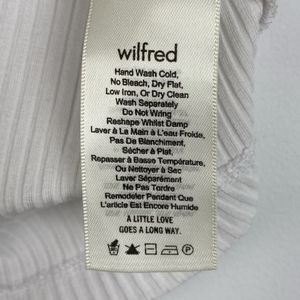 wilfred
Hand Wash Cold,
No Bleach, Dry Flat,
Low Iron, Or Dry Clean
Wash Separately
Do Not Wring
Reshape Whilst Damp
Laver À La Main À L'eau Froide,
Pas De Blanchiment,
Sécher À Plat,
Repasser À Basse Température,
Ou Nettoyer À Sec
Laver Séparément
Ne Pas Tordre
Remodeler Pendant Que
L'article Est Encore Humide
A LITTLE LOVE
GOES A LONG WAY.
P